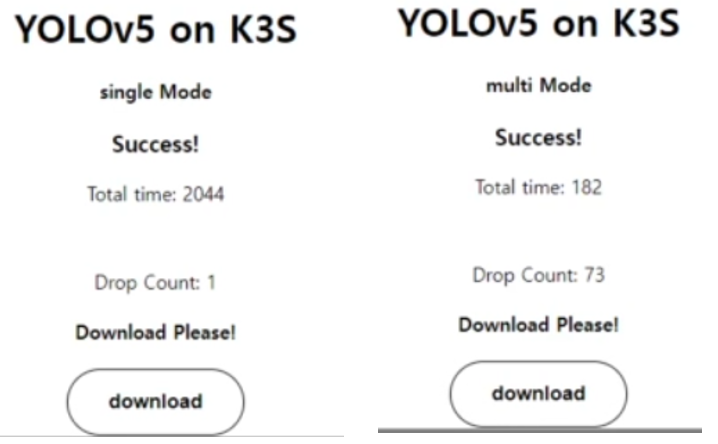 YOLOv5 on K3S
single Mode
Success!
Total time: 2044
Drop Count: 1
Download Please!
download
YOLOv5 on K3S
multi Mode
Success!
Total time: 182
Drop Count: 73
Download Please!
download